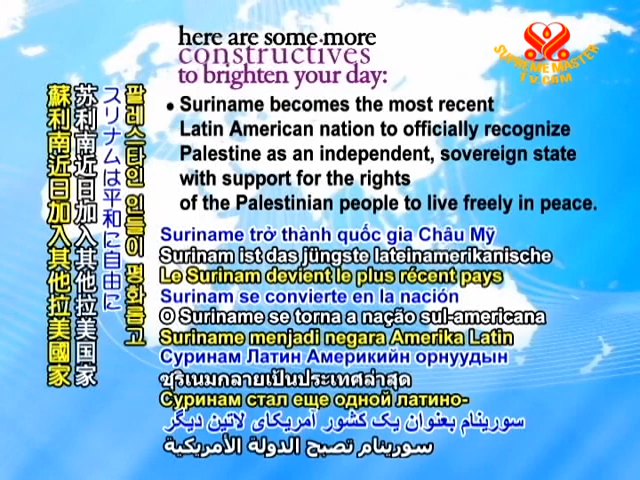 here are some more
constructives
to brighten your day:
SUPREME MASTER
TV.COM
• Suriname becomes the most recent
Latin American nation to officially recognize
Palestine as an independent, sovereign state
with support for the rights
of the Palestinian people to live freely in peace.
蘇利南近日加入其他拉美國家
苏利南近日加入其他拉美国家
スリナムは平和に自由に
팔레스타인 인들이 평화롭고
Suriname trở thành quốc gia Châu Mỹ
Surinam ist das jüngste lateinamerikanische
Le Surinam devient le plus récent pays
Surinam se convierte en la nación
O Suriname se torna a nação sul-americana
Suriname menjadi negara Amerika Latin
Суринам Латин Америкийн орнуудын
ซูริเนมกลายเป็นประเทศล่าสุด
Суринам стал еще одной латино-
سورینام بعنوان یک کشور آمریکای لاتین دیگر
سورينام تصبح الدولة الأمريكية